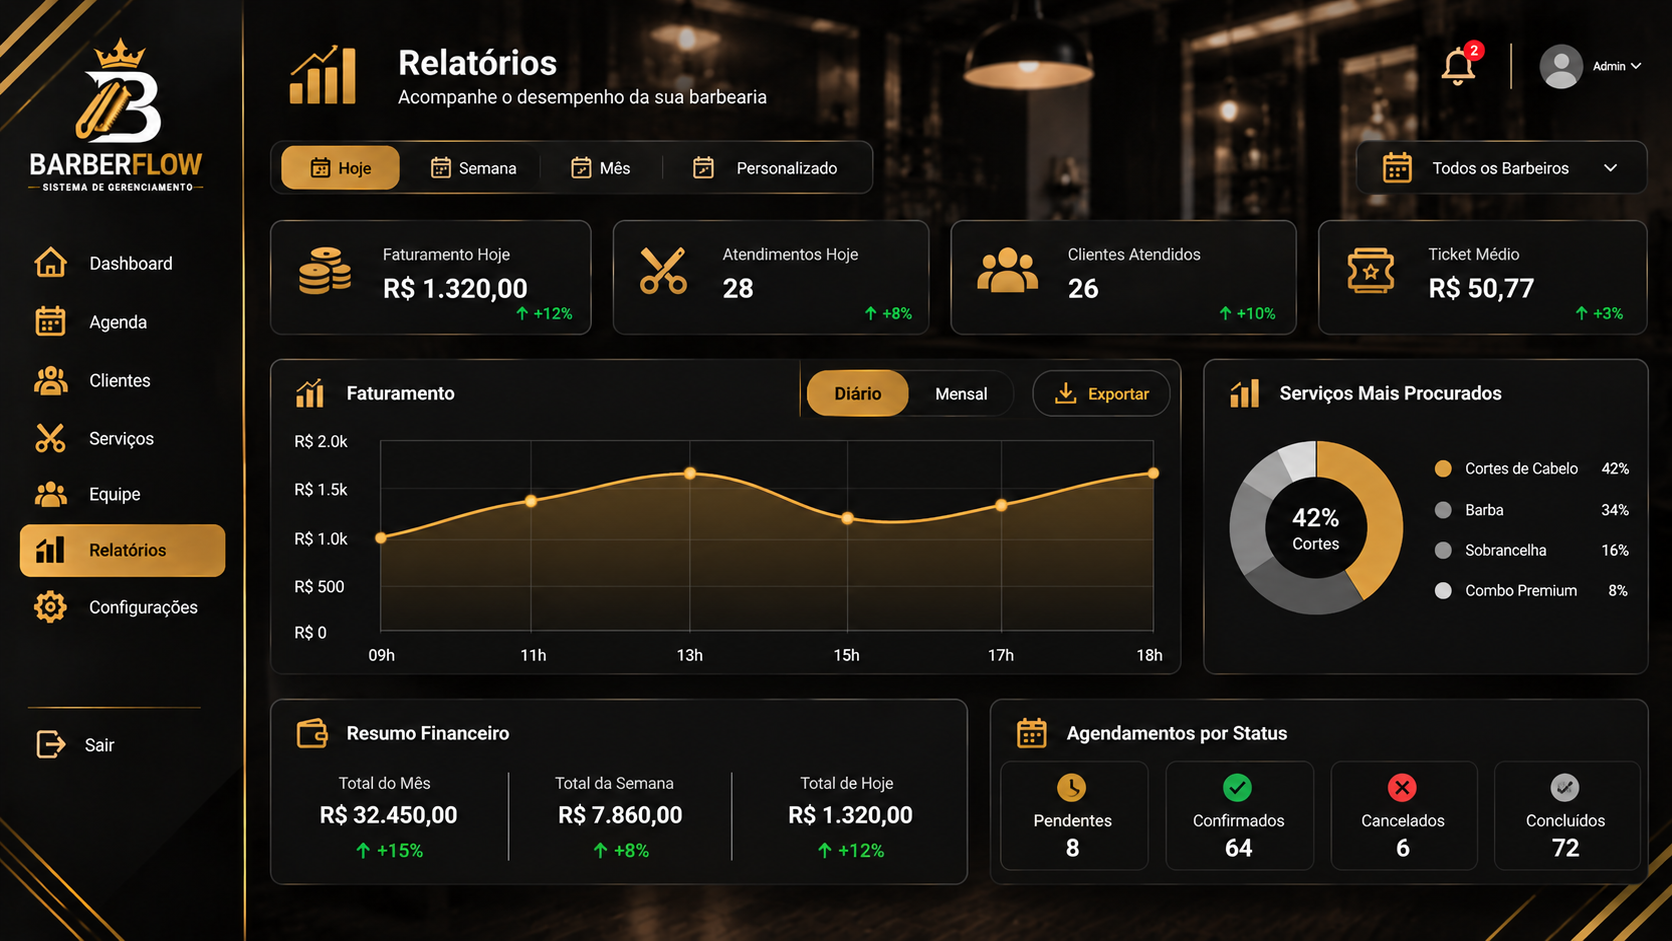 BARBERFLOW
SISTEMA DE GERENCIAMENTO
Dashboard
Agenda
Clientes
Serviços
Equipe
Relatórios
Configurações
Sair
Relatórios
Acompanhe o desempenho da sua barbearia
2
Admin
Hoje
Semana
Mês
Personalizado
Todos os Barbeiros
Faturamento Hoje
R$ 1.320,00
+12%
Atendimentos Hoje
28
+8%
Clientes Atendidos
26
+10%
Ticket Médio
R$ 50,77
+3%
Faturamento
Diário
Mensal
Exportar
R$ 2.0k
R$ 1.5k
R$ 1.0k
R$ 500
R$ 0
09h 11h 13h 15h 17h 18h
Serviços Mais Procurados
42%
Cortes
Cortes de Cabelo 42%
Barba 34%
Sobrancelha 16%
Combo Premium 8%
Resumo Financeiro
Total do Mês
R$ 32.450,00
+15%
Total da Semana
R$ 7.860,00
+8%
Total de Hoje
R$ 1.320,00
+12%
Agendamentos por Status
Pendentes
8
Confirmados
64
Cancelados
6
Concluídos
72